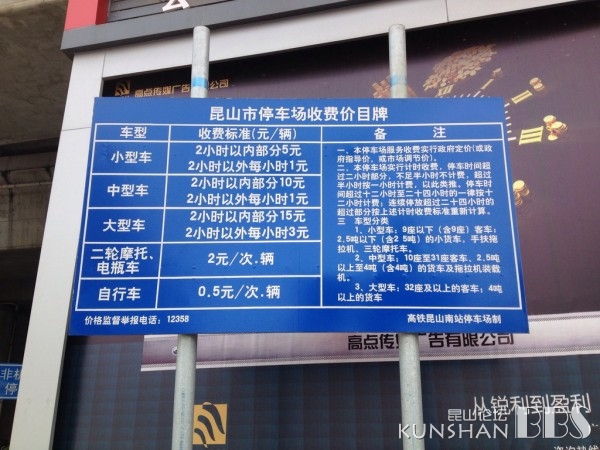 高点传媒广告有限公司
昆山市停车场收费价目牌
车型 收费标准(元/辆) 备 注
小型车 2小时以内部分5元
2小时以外每小时1元
中型车 2小时以内部分10元
2小时以外每小时1元
大型车 2小时以内部分15元
2小时以外每小时3元
二轮摩托、
电瓶车 2元/次.辆
自行车 0.5元/次.辆
一、本停车场服务收费实行政府定价(或政
府指导价，或市场调节价)。
二、本停车场实行计时收费，停车时间超
过二小时部分，不足半小时不计费，超过
半小时按一小时计费，以此类推。停车时
间超过十二小时至二十四小时的一律按
十二小时计费，连续停放超过二十四小时的
超过部分按上述计时收费标准重新计算。
三 车型分类
1、小型车：9座以下(含9座)客车、
2.5吨以下(含2.5吨)的小货车、手扶拖
拉机、三轮摩托车。
2、中型车：10座至31座客车、2.5吨
以上至4吨(含4吨)的货车及拖拉机装载
机。
3、大型车：32座及以上的客车；4吨
以上的货车
价格监督举报电话：12358 高铁昆山南站停车场制
高点传媒广告有限公司
非机
停
从锐利到盈利
昆山论坛
KUNSHAN BBS
咨询热线